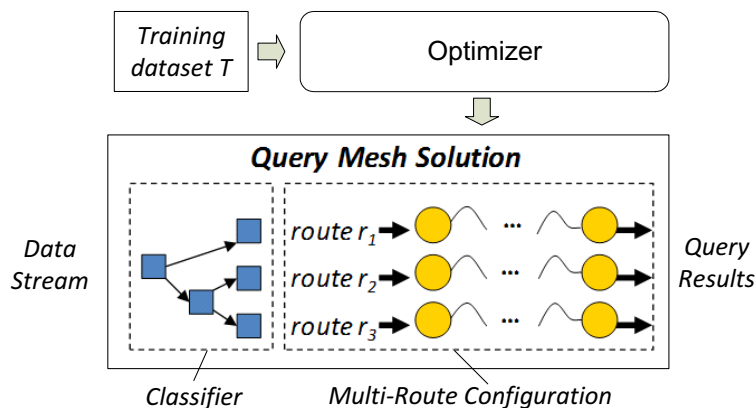 Training
dataset T
Optimizer
Query Mesh Solution
Data
Stream
route r1
...
route r2
...
route r3
...
Query
Results
Classifier
Multi-Route Configuration